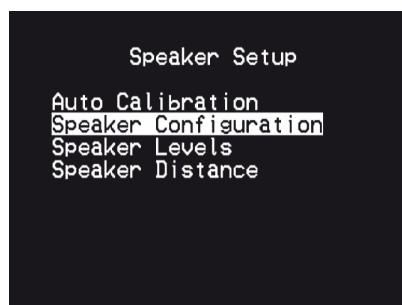 Speaker Setup
Auto Calibration
Speaker Configuration
Speaker Levels
Speaker Distance